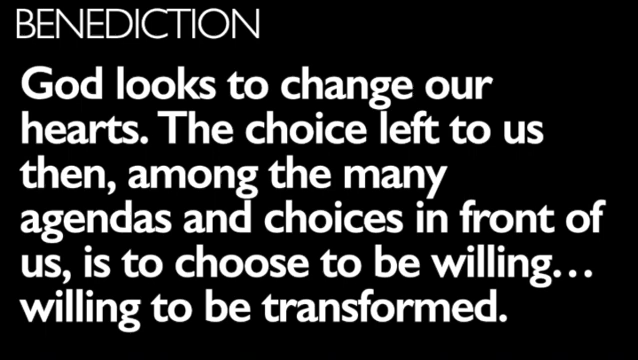 BENEDICTION
God looks to change our
hearts. The choice left to us
then, among the many
agendas and choices in front of
us, is to choose to be willing...
willing to be transformed.